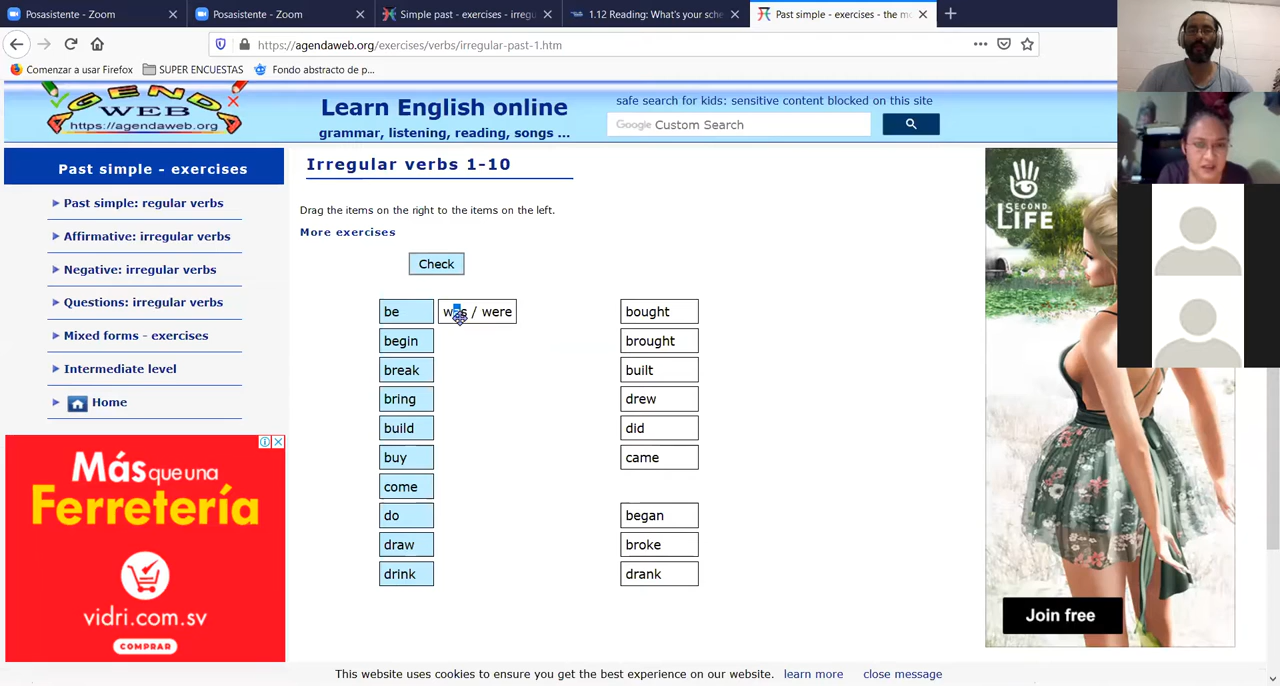 Posasistente - Zoom
Posasistente - Zoom
Simple past - exercises - irregu
1.12 Reading: What's your sche
Past simple - exercises - the m
https://agendaweb.org/exercises/verbs/irregular-past-1.htm
Comenzar a usar Firefox
SUPER ENCUESTAS
Fondo abstracto de p...
WEB
https://agendaweb.org
Learn English online
grammar, listening, reading, songs ...
safe search for kids: sensitive content blocked on this site
Google Custom Search
Past simple - exercises
Past simple: regular verbs
Affirmative: irregular verbs
Negative: irregular verbs
Questions: irregular verbs
Mixed forms - exercises
Intermediate level
Home
Irregular verbs 1-10
Drag the items on the right to the items on the left.
More exercises
Check
be
was / were
bought
begin
brought
break
built
bring
drew
build
did
buy
came
come
do
began
draw
broke
drink
drank
Más que una
Ferretería
vidri.com.sv
COMPRAR
SECOND
LIFE
Join free
This website uses cookies to ensure you get the best experience on our website.
learn more
close message